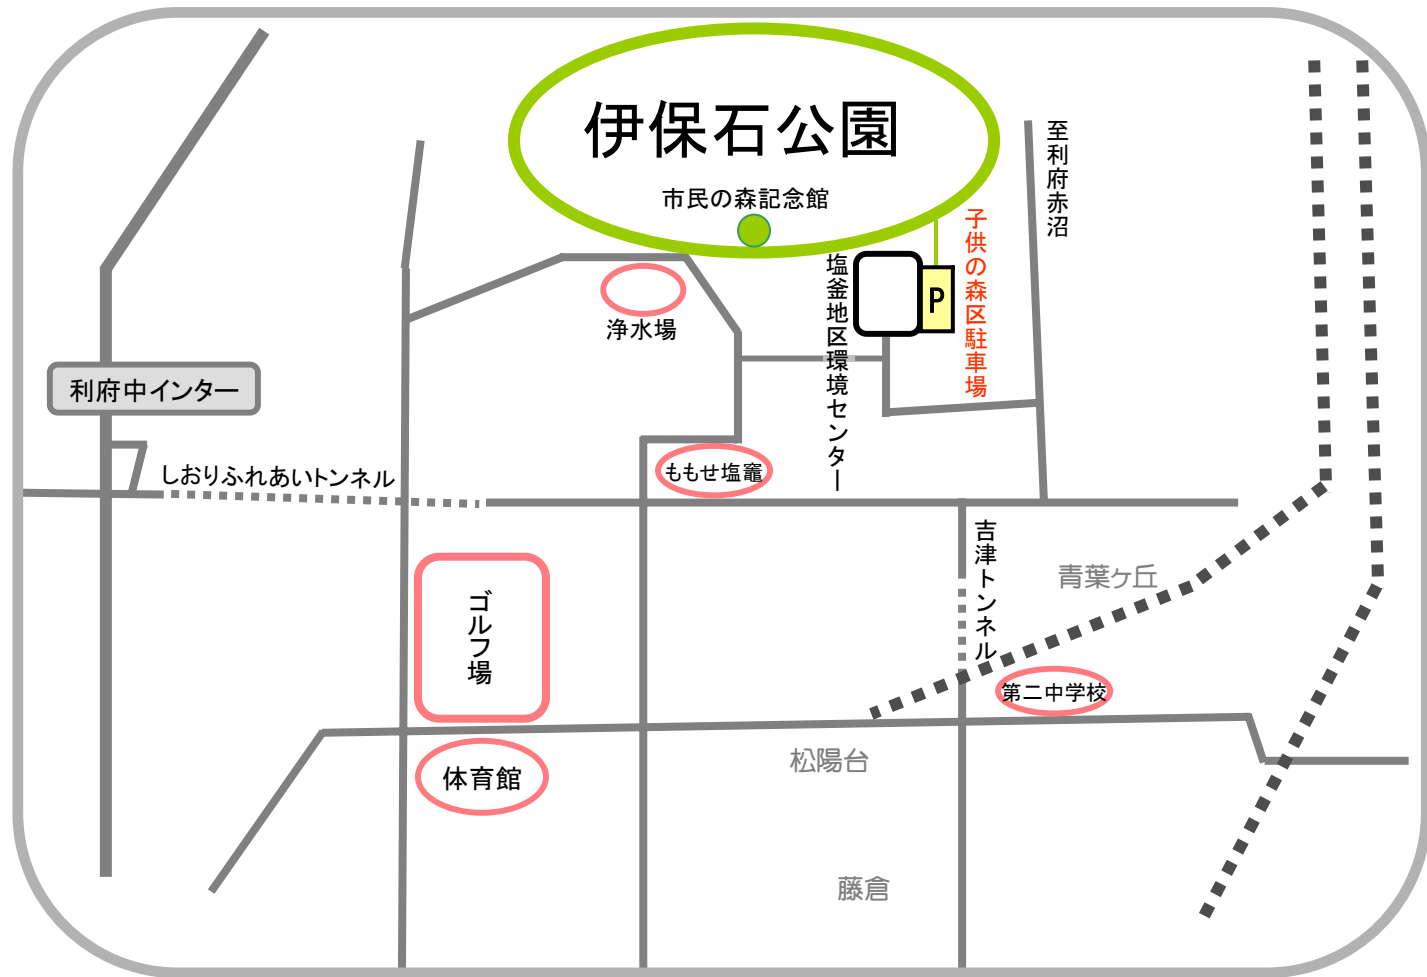 伊保石公園
市民の森記念館
至利府赤沼
子供の森区駐車場
塩釜地区環境センター
P
浄水場
利府中インター
しおりふれあいトンネル
ももせ塩竈
吉津トンネル
青葉ヶ丘
ゴルフ場
第二中学校
松陽台
体育館
藤倉